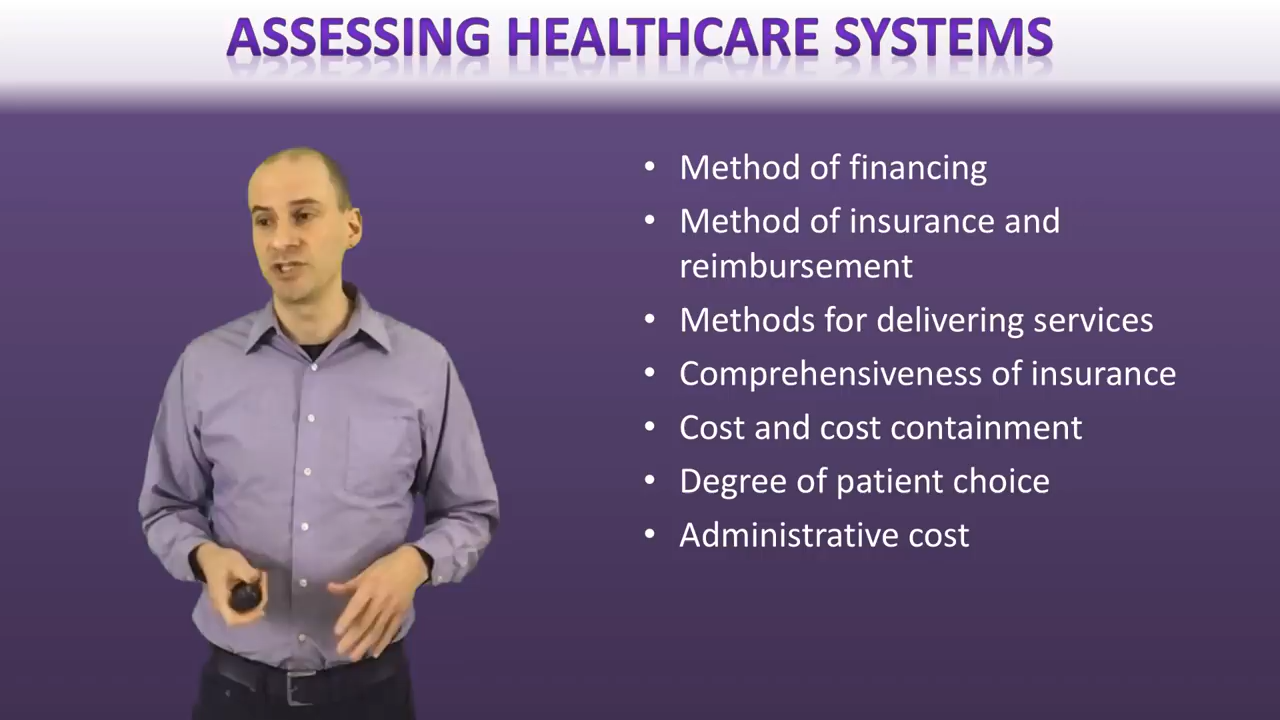 ASSESSING HEALTHCARE SYSTEMS
• Method of financing
• Method of insurance and
reimbursement
• Methods for delivering services
• Comprehensiveness of insurance
• Cost and cost containment
• Degree of patient choice
• Administrative cost